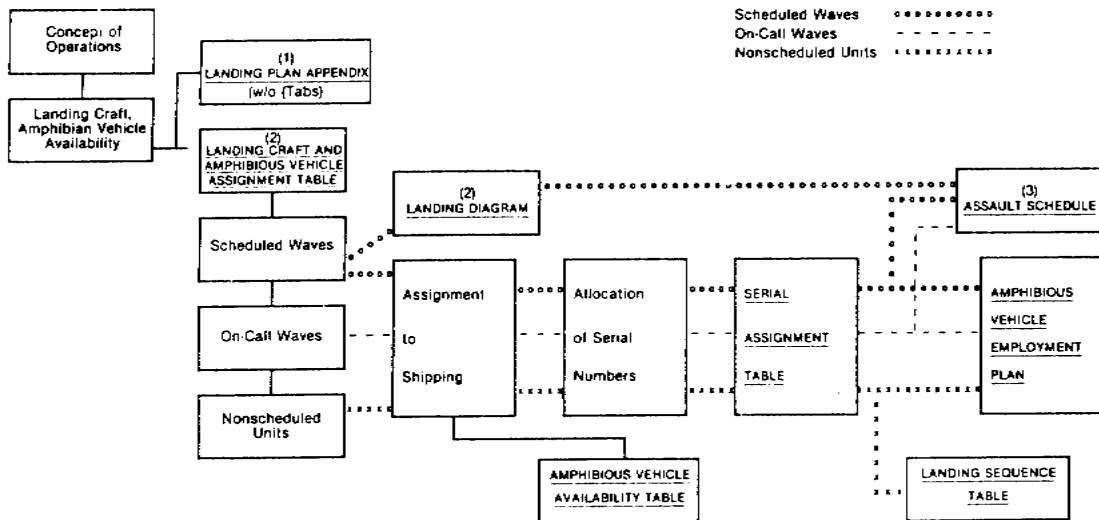 Scheduled Waves
On-Call Waves
Nonscheduled Units
Concept of
Operations
(1)
LANDING PLAN APPENDIX
(w/o {Tabs}
Landing Craft,
Amphibian Vehicle
Availability
(2)
LANDING CRAFT AND
AMPHIBIOUS VEHICLE
ASSIGNMENT TABLE
(2)
LANDING DIAGRAM
(3)
ASSAULT SCHEDULE
Scheduled Waves
On-Call Waves
Nonscheduled
Units
Assignment
to
Shipping
Allocation
of Serial
Numbers
SERIAL
ASSIGNMENT
TABLE
AMPHIBIOUS
VEHICLE
EMPLOYMENT
PLAN
AMPHIBIOUS VEHICLE
AVAILABILITY TABLE
LANDING SEQUENCE
TABLE